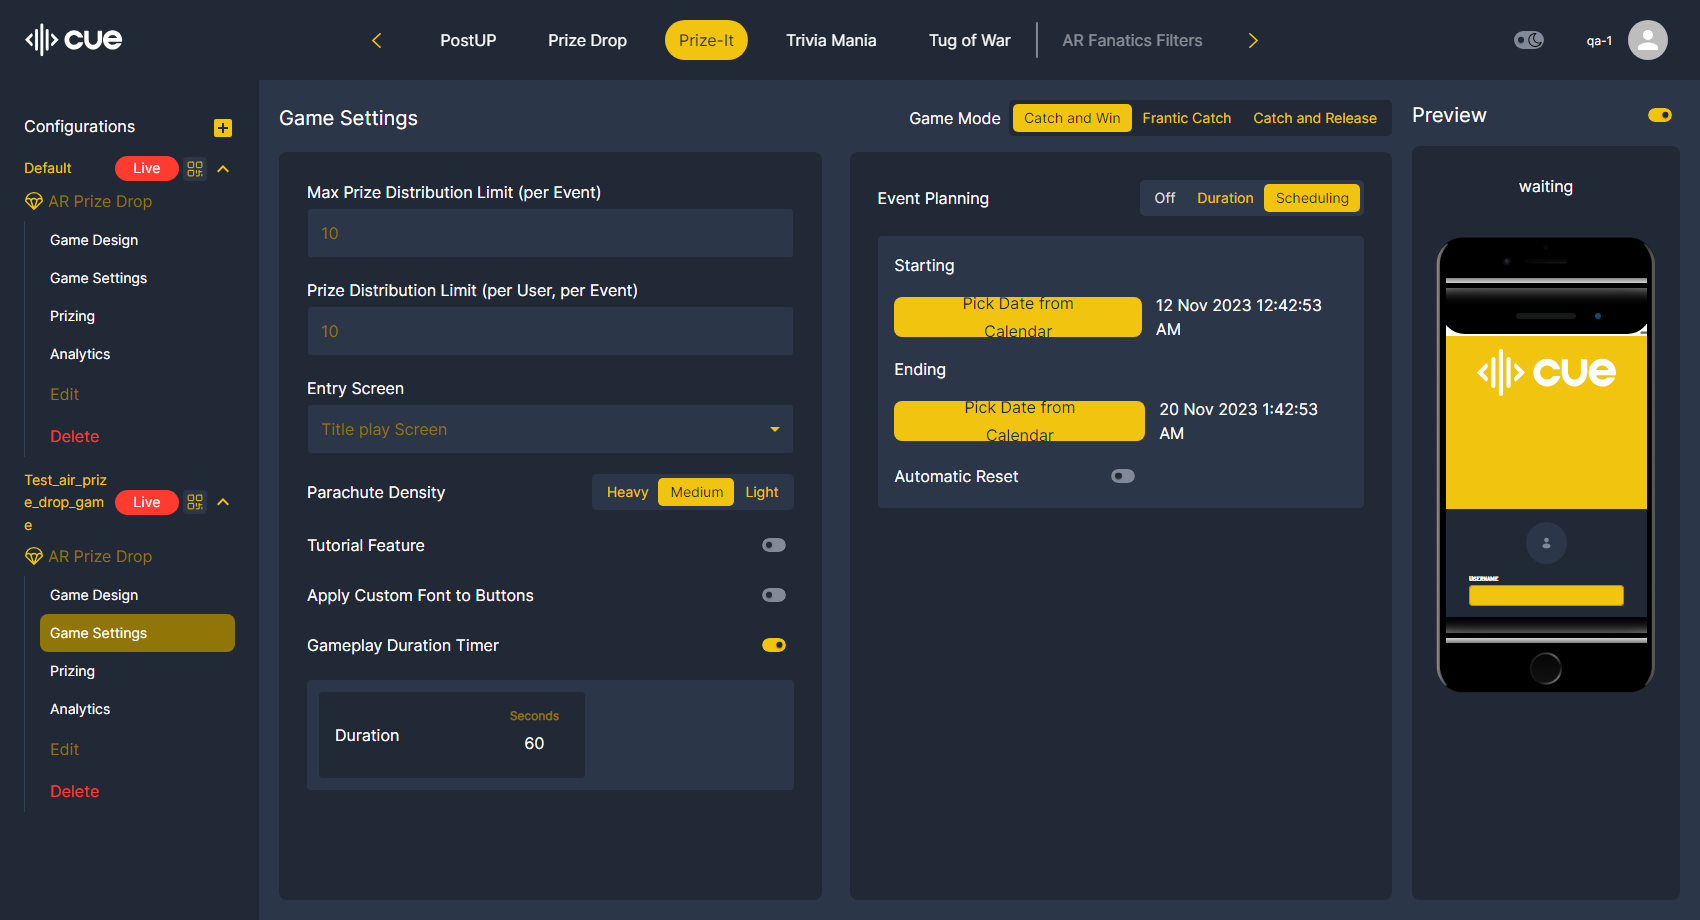 cue
PostUP
Prize Drop
Prize-It
Trivia Mania
Tug of War
AR Fanatics Filters
qa-1
Configurations
Default
Live
AR Prize Drop
Game Design
Game Settings
Prizing
Analytics
Edit
Delete
Test_air_priz
e_drop_gam
e
Live
AR Prize Drop
Game Design
Game Settings
Prizing
Analytics
Edit
Delete
Game Settings
Game Mode
Catch and Win
Frantic Catch
Catch and Release
Max Prize Distribution Limit (per Event)
10
Prize Distribution Limit (per User, per Event)
10
Entry Screen
Title play Screen
Parachute Density
Heavy
Medium
Light
Tutorial Feature
Apply Custom Font to Buttons
Gameplay Duration Timer
Duration
Seconds
60
Event Planning
Off
Duration
Scheduling
Starting
Pick Date from
Calendar
12 Nov 2023 12:42:53
AM
Ending
Pick Date from
Calendar
20 Nov 2023 1:42:53
AM
Automatic Reset
Preview
waiting
cue
USERNAME